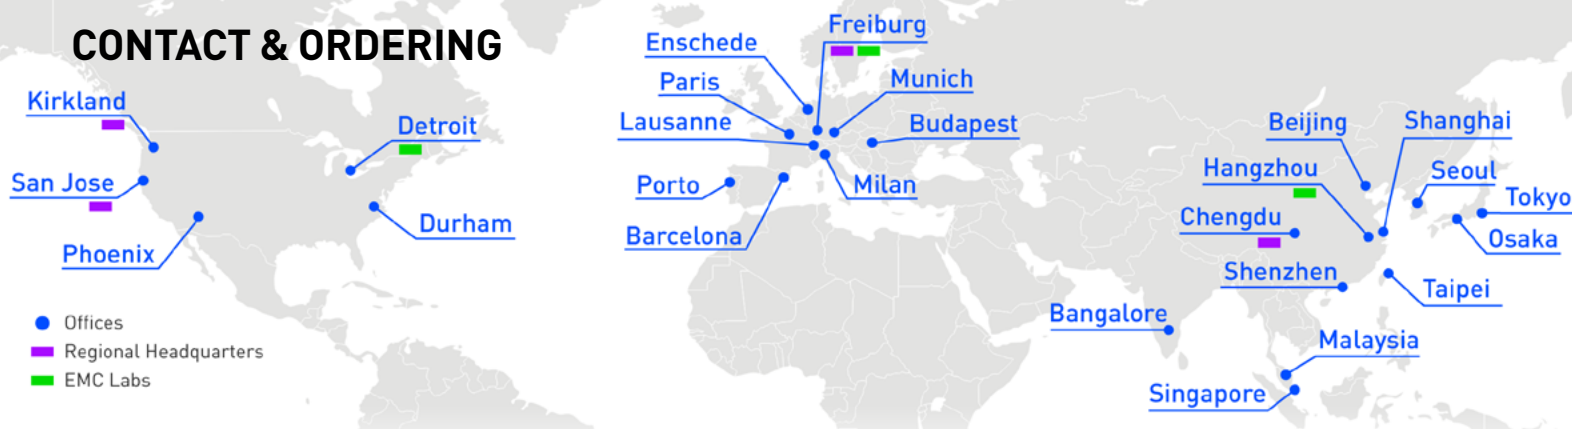 CONTACT & ORDERING
Kirkland
San Jose
Phoenix
Detroit
Durham
Offices
Regional Headquarters
EMC Labs
Freiburg
Enschede
Paris
Lausanne
Munich
Budapest
Porto
Milan
Barcelona
Beijing
Shanghai
Hangzhou
Seoul
Tokyo
Chengdu
Osaka
Shenzhen
Taipei
Bangalore
Malaysia
Singapore